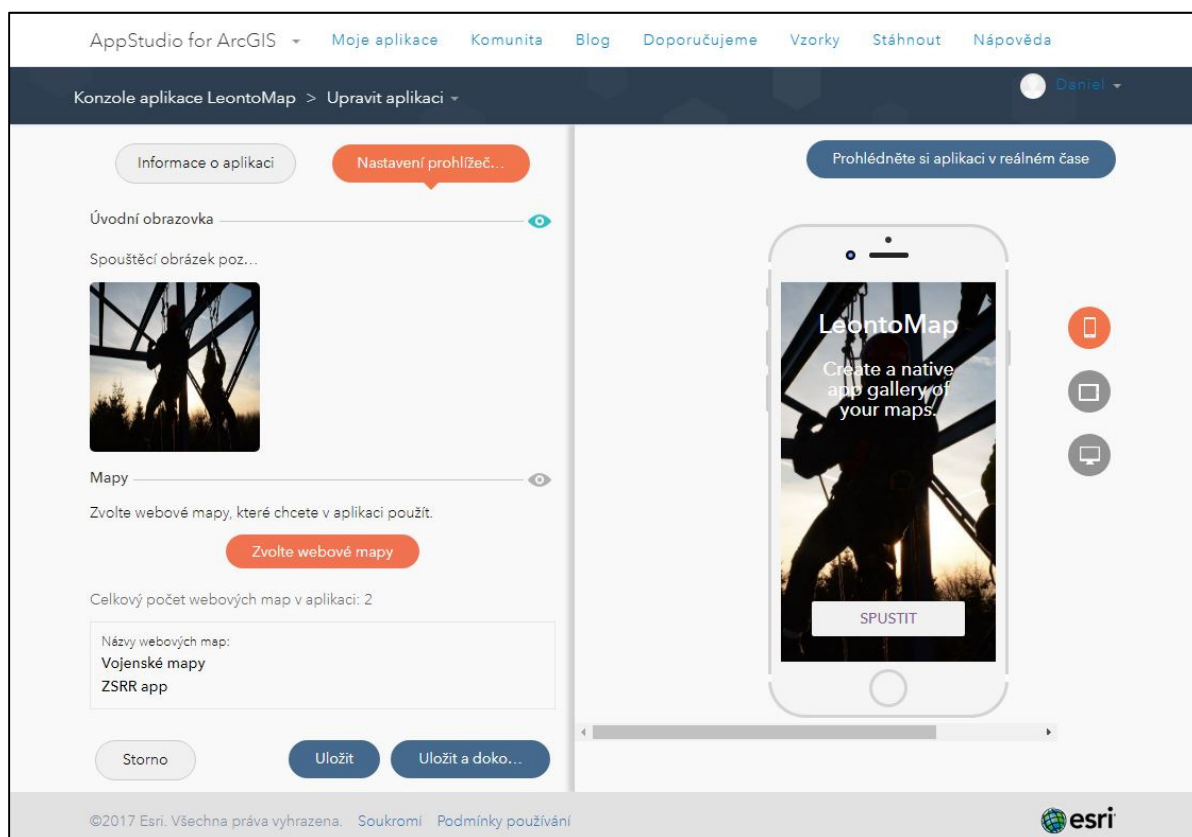 AppStudio for ArcGIS Moje aplikace Komunita Blog Doporučujeme Vzorky Stáhnout Nápověda
Konzole aplikace LeontoMap > Upravit aplikaci
Daniel
Informace o aplikaci
Nastavení prohlížeč...
Úvodní obrazovka
Spouštěcí obrázek poz...
Mapy
Zvolte webové mapy, které chcete v aplikaci použít.
Zvolte webové mapy
Celkový počet webových map v aplikaci: 2
Názvy webových map:
Vojenské mapy
ZSRR app
Storno
Uložit
Uložit a doko...
Prohlédněte si aplikaci v reálném čase
LeontoMap
Create a native
app gallery of
your maps.
SPUSTIT
©2017 Esri. Všechna práva vyhrazena. Soukromí Podmínky používání
esri